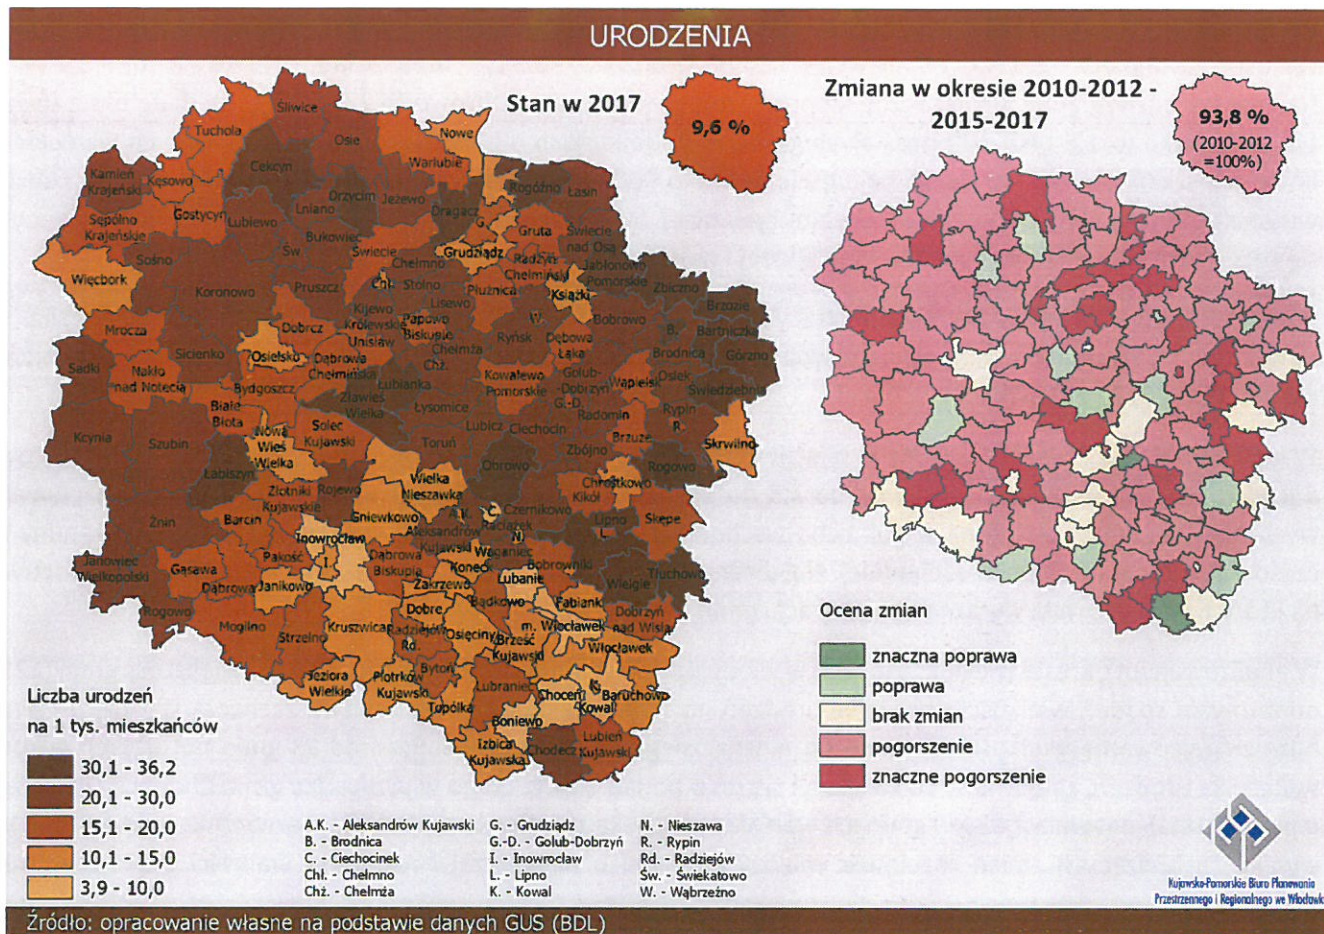 URODZENIA
Stan w 2017
9,6 %
Zmiana w okresie 2010-2012 -
2015-2017
93,8 %
(2010-2012
=100%)
Śliwice
Tuchola
Osie
Nowe
Warlubie
Cekcyn
Kamień
Krajeński
Kęsowo
Rogóźno
Łasin
Drzycim
Jeżewo
Dragacz
Gostycyn
Lubiewo
Lniano
G.
Gruta
Świecie
nad Osą
Sępólno
Krajeńskie
Bukowiec
Sośno
Św.
Świecie
Grudziądz
Radzyń
Chełmiński
Jabłonowo
Pomorskie
Zbiczno
Więcbork
Chełmno
Koronowo
Pruszcz
Chł.
Stolno
Płużnica
Książki
Brzozie
Kijewo
Królewskie
Lisewo
W.
Bobrowo
B.
Bartniczka
Mrocza
Dobrcz
Unisław
Papowo
Biskupie
Ryńsk
Dębowa
Łąka
Brodnica
Górzno
Sicienko
Osielsko
Dąbrowa
Chełmińska
Chełmża
Chż.
Sadki
Nakło
nad Notecią
Bydgoszcz
Łubianka
Kowalewo
Pomorskie
Golub-
Dobrzyń
G.-D.
Wąpielsk
Osiek
Świedziebnia
Zławieś
Wielka
Łysomice
Białe
Błota
Radomin
Rypin
R.
Kcynia
Szubin
Nowa
Wieś
Wielka
Solec
Kujawski
Toruń
Lubicz
Ciechocin
Zbójno
Brzuze
Skrwilno
Łabiszyn
Wielka
Nieszawka
Obrowo
Rogowo
Chrostkowo
Kikół
Złotniki
Kujawskie
Rojewo
Gniewkowo
A.K.
C.
Czernikowo
Lipno
L.
Skępe
Żnin
Barcin
Inowrocław
Aleksandrów
Kujawski
Raciążek
N.
Pakość
I.
Dąbrowa
Biskupia
Koneck
Waganiec
Bobrowniki
Tłuchowo
Janowiec
Wielkopolski
Gąsawa
Dąbrowa
Janikowo
Zakrzewo
Lubanie
Wielgie
Rogowo
Dobre
Bądkowo
Fabianki
Dobrzyń
nad Wisłą
Mogilno
Strzelno
Kruszwica
Radziejów
Rd.
Osięciny
m.
Włocławek
Brześć
Kujawski
Włocławek
Jeziora
Wielkie
Piotrków
Kujawski
Bytoń
Lubraniec
Choceń
K.
Kowal
Baruchowo
Topólka
Boniewo
Izbica
Kujawska
Chodecz
Lubień
Kujawski
Liczba urodzeń
na 1 tys. mieszkańców
30,1 - 36,2
20,1 - 30,0
15,1 - 20,0
10,1 - 15,0
3,9 - 10,0
A.K. - Aleksandrów Kujawski
B. - Brodnica
C. - Ciechocinek
Chł. - Chełmno
Chż. - Chełmża
G. - Grudziądz
G.-D. - Golub-Dobrzyń
I. - Inowrocław
L. - Lipno
K. - Kowal
N. - Nieszawa
R. - Rypin
Rd. - Radziejów
Św. - Świekatowo
W. - Wąbrzeźno
Ocena zmian
znaczna poprawa
poprawa
brak zmian
pogorszenie
znaczne pogorszenie
Kujawsko-Pomorskie Biuro Planowania
Przestrzennego i Regionalnego we Włocławku
Źródło: opracowanie własne na podstawie danych GUS (BDL)